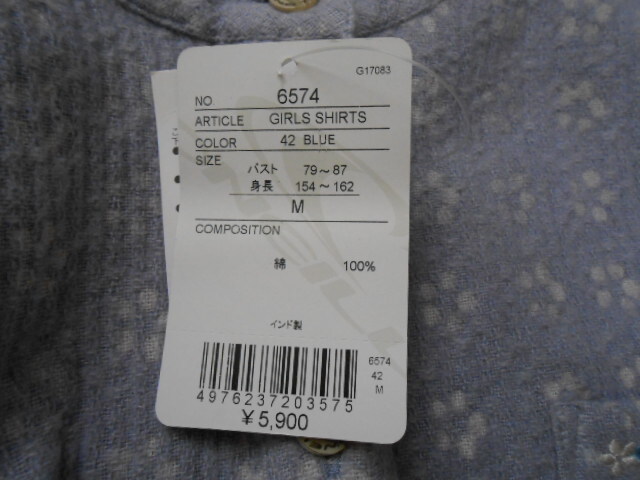 G17083
NO 6574
ARTICLE GIRLS SHIRTS
COLOR 42 BLUE
SIZE
バスト 79～87
身長 154～162
M
COMPOSITION
綿 100%
インド製
6574
42
M
4976237203575
￥5,900